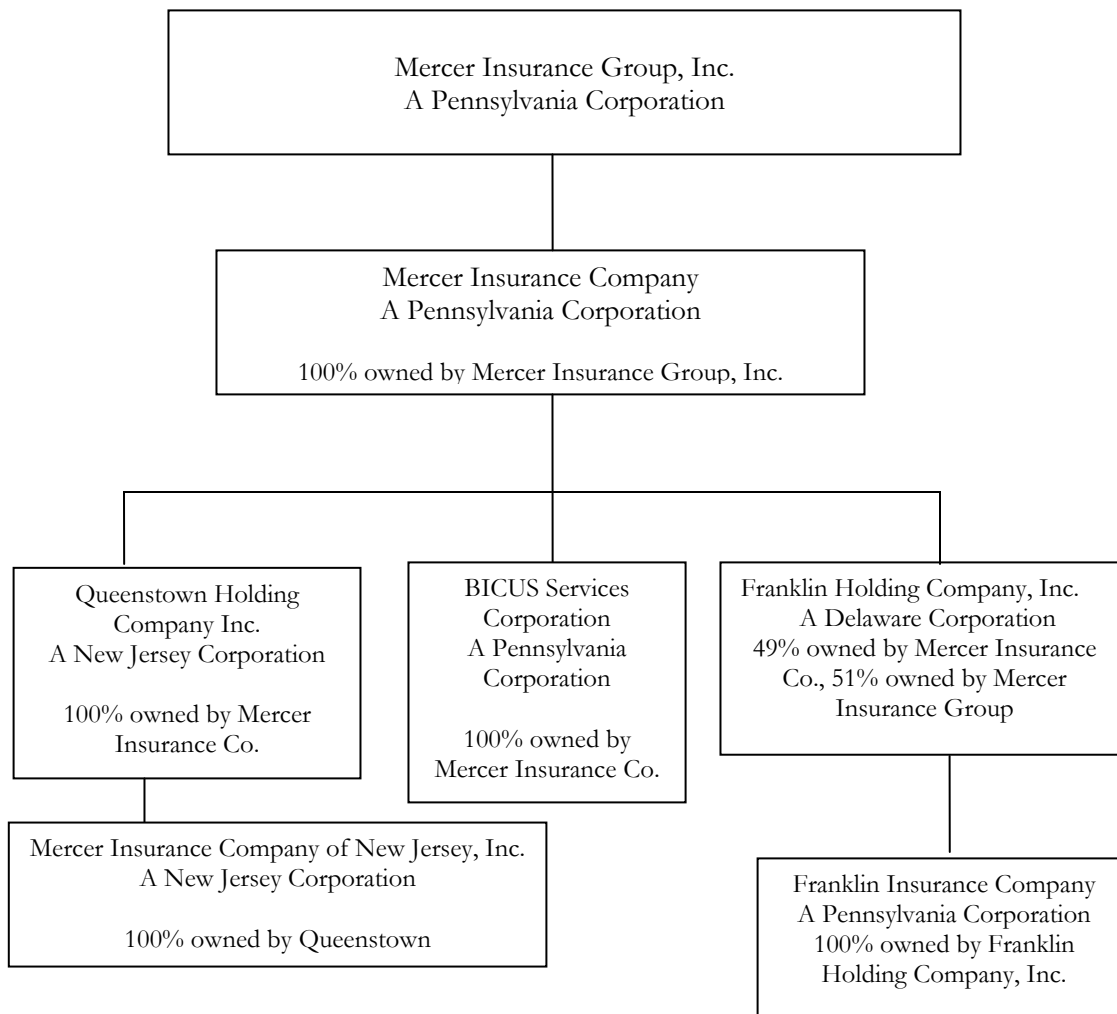 Mercer Insurance Group, Inc.
A Pennsylvania Corporation
Mercer Insurance Company
A Pennsylvania Corporation
100% owned by Mercer Insurance Group, Inc.
Queenstown Holding
Company Inc.
A New Jersey Corporation
100% owned by Mercer
Insurance Co.
BICUS Services
Corporation
A Pennsylvania
Corporation
100% owned by
Mercer Insurance Co.
Franklin Holding Company, Inc.
A Delaware Corporation
49% owned by Mercer Insurance
Co., 51% owned by Mercer
Insurance Group
Mercer Insurance Company of New Jersey, Inc.
A New Jersey Corporation
100% owned by Queenstown
Franklin Insurance Company
A Pennsylvania Corporation
100% owned by Franklin
Holding Company, Inc.